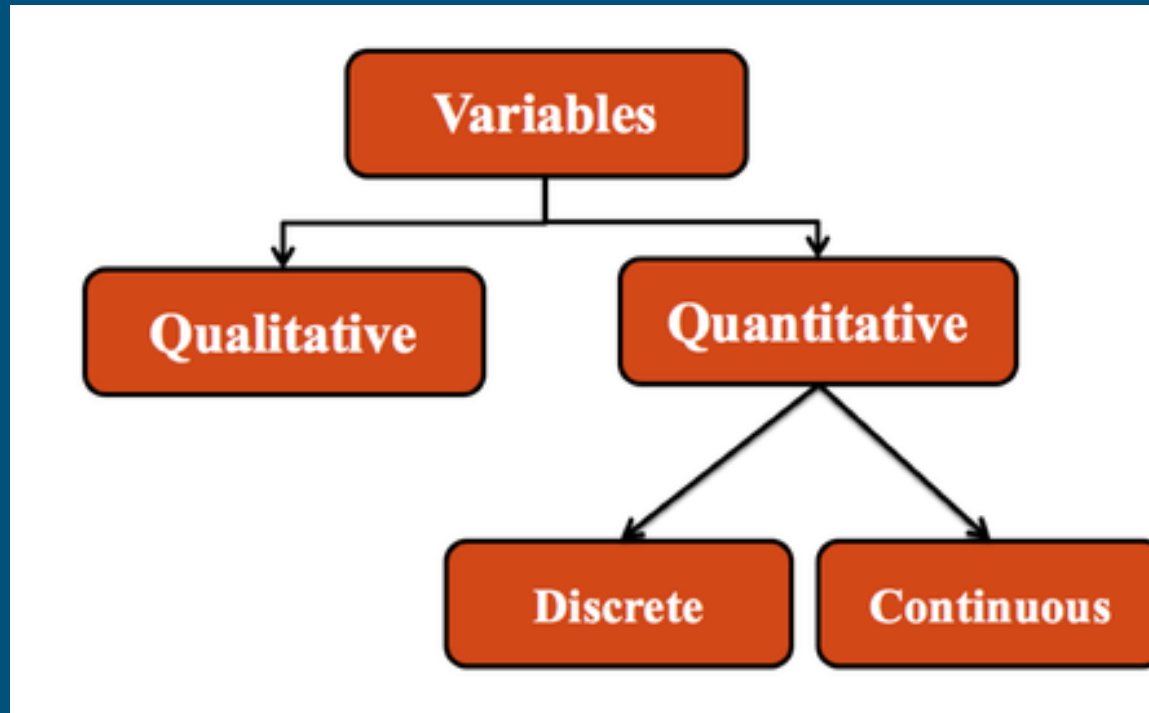 Variables
Qualitative
Quantitative
Discrete
Continuous